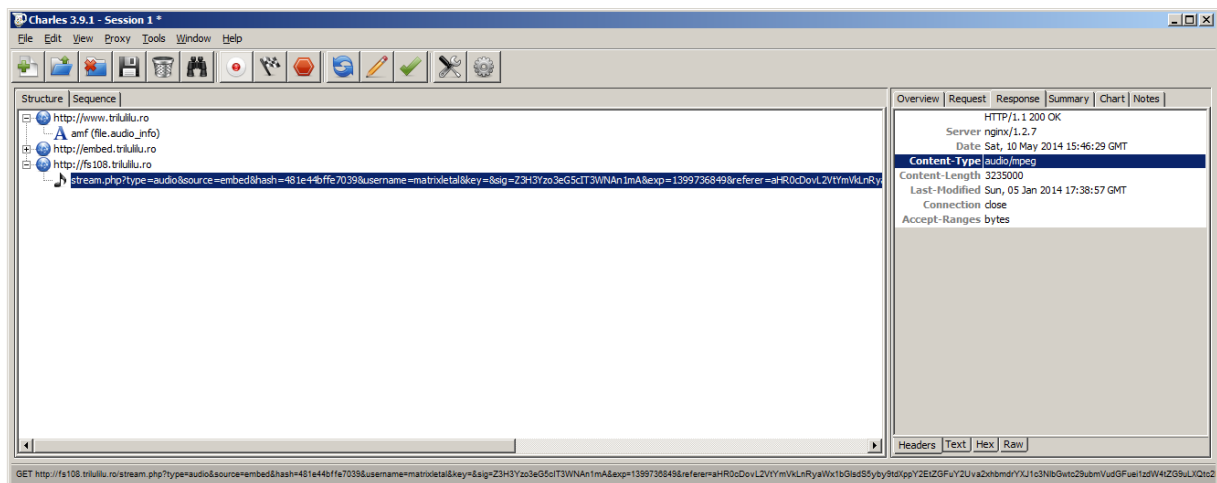 Charles 3.9.1 - Session 1 *
File Edit View Proxy Tools Window Help
Structure Sequence
http://www.trilulilu.ro
amf (file.audio_info)
http://embed.trilulilu.ro
http://fs108.trilulilu.ro
stream.php?type=audio&source=embed&hash=481e44bffe7039&username=matrixletal&key=&sig=Z3H3Yzo3eG5cIT3WNAn1mA&exp=1399736849&referer=aHR0cDovL2VtYmVkLnRya
Overview Request Response Summary Chart Notes
HTTP/1.1 200 OK
Server nginx/1.2.7
Date Sat, 10 May 2014 15:46:29 GMT
Content-Type audio/mpeg
Content-Length 3235000
Last-Modified Sun, 05 Jan 2014 17:38:57 GMT
Connection close
Accept-Ranges bytes
Headers Text Hex Raw
GET http://fs108.trilulilu.ro/stream.php?type=audio&source=embed&hash=481e44bffe7039&username=matrixletal&key=&sig=Z3H3Yzo3eG5cIT3WNAn1mA&exp=1399736849&referer=aHR0cDovL2VtYmVkLnRyaWx1bGlsdS5yby9tdXppY2EtZGFuY2Uva2xhbmdrYXJ1c3NlbGwtc29ubmVudGFuei1zdW4tZG9uLXQtc2